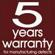 5 years
warranty
for manufacturing defects